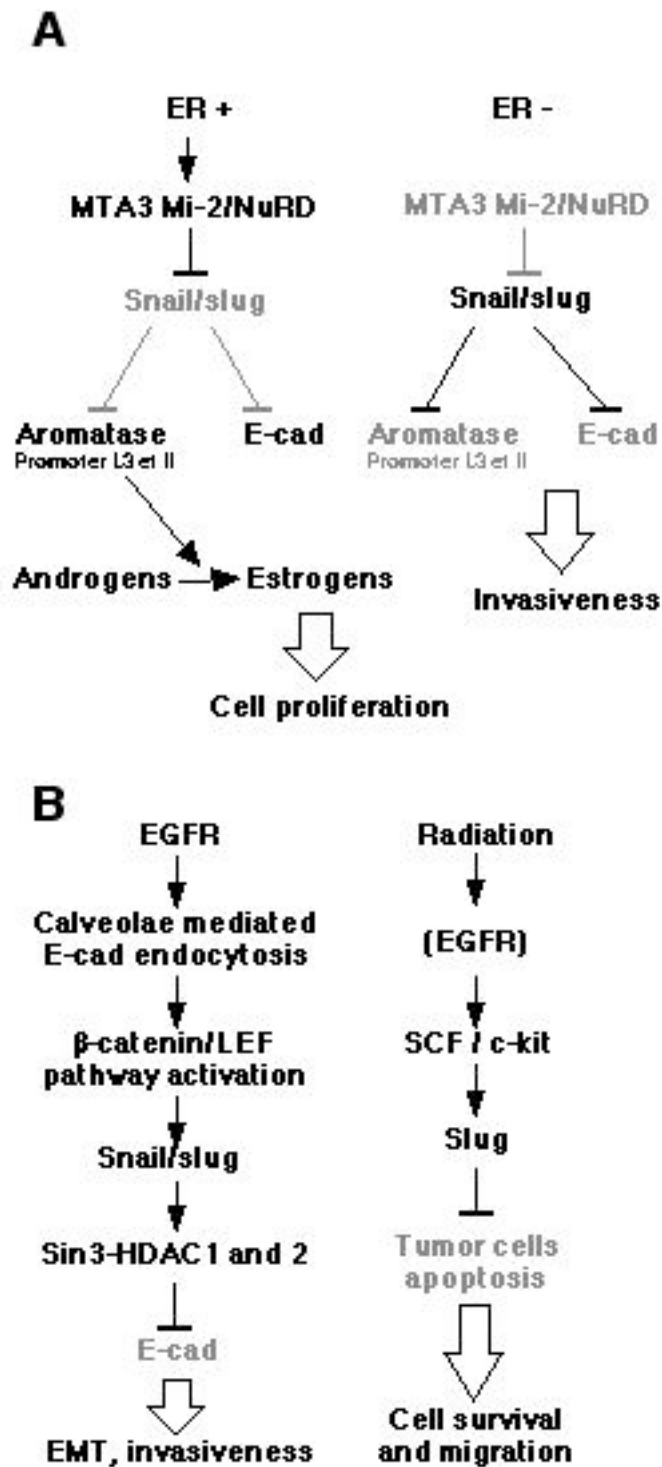 A
ER +
MTA3 Mi-2/NuRD
Snail/slug
Aromatase
Promoter I.3 et II
E-cad
Androgens
Estrogens
Cell proliferation
ER -
MTA3 Mi-2/NuRD
Snail/slug
Aromatase
Promoter I.3 et II
E-cad
Invasiveness
B
EGFR
Calveolae mediated
E-cad endocytosis
β-catenin/LEF
pathway activation
Snail/slug
Sin3-HDAC1 and 2
E-cad
EMT, invasiveness
Radiation
(EGFR)
SCF / c-kit
Slug
Tumor cells
apoptosis
Cell survival
and migration